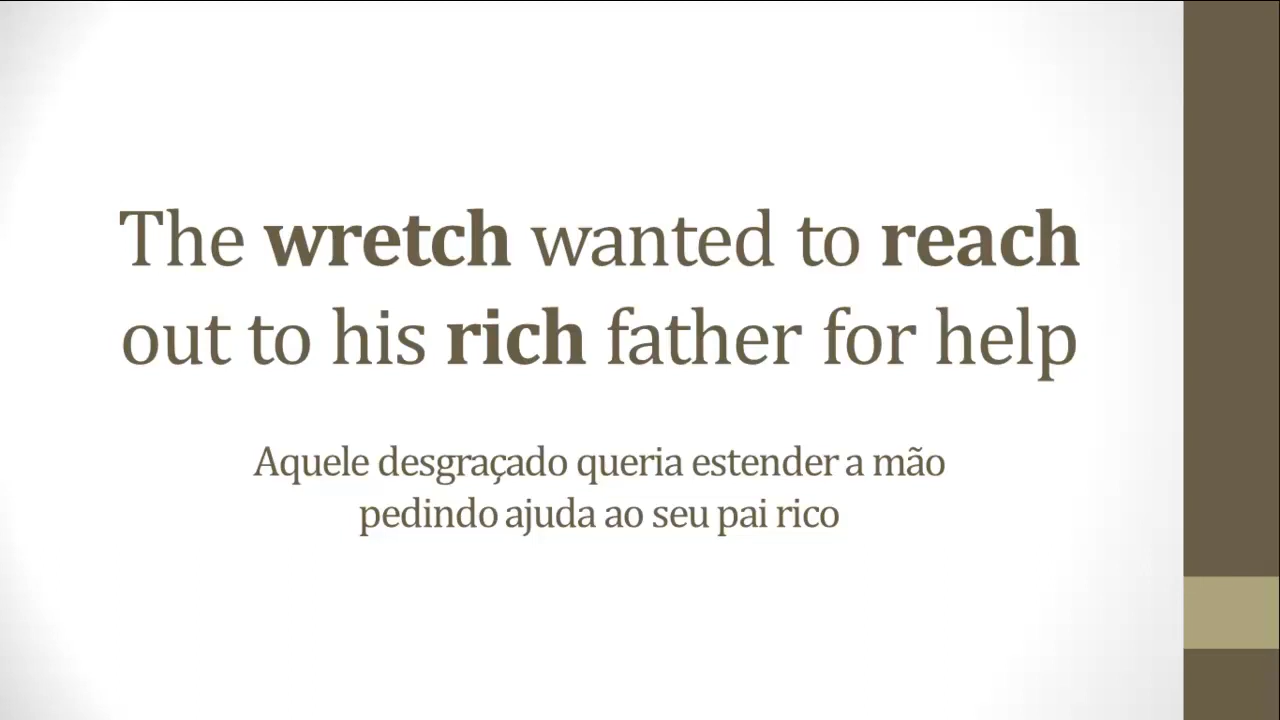 The wretch wanted to reach
out to his rich father for help
Aquele desgraçado queria estender a mão
pedindo ajuda ao seu pai rico